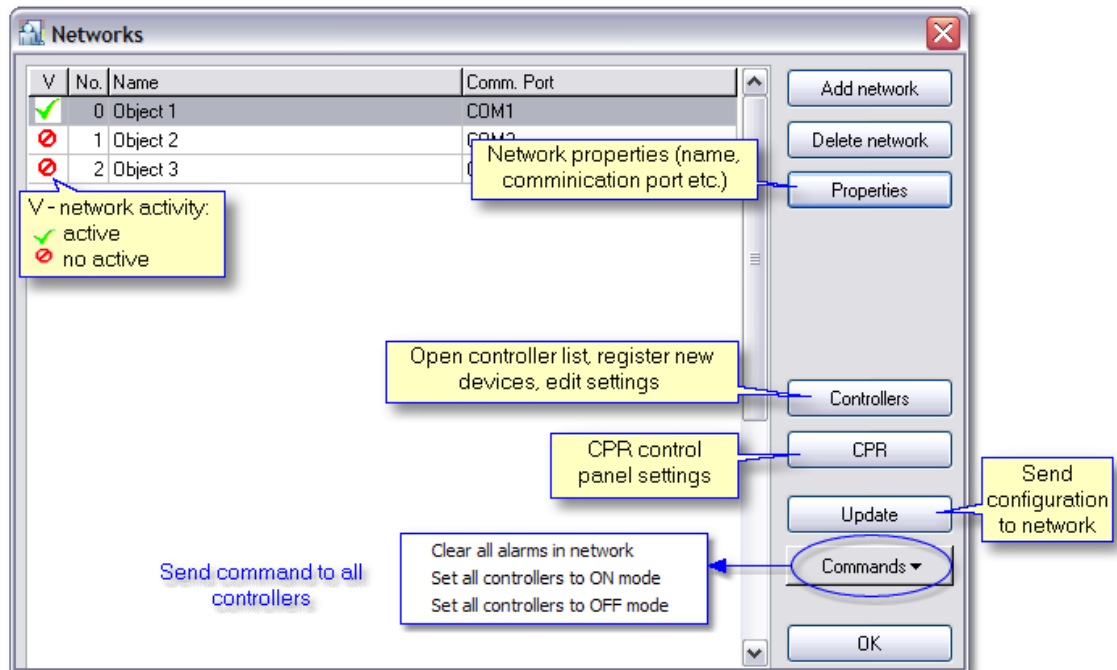 Networks
V No. Name Comm. Port
0 Object 1 COM1
1 Object 2
2 Object 3
Add network
Delete network
Properties
Network properties (name,
comminication port etc.)
V - network activity:
active
no active
Open controller list, register new
devices, edit settings
Controllers
CPR control
panel settings
CPR
Send
configuration
to network
Update
Commands
Clear all alarms in network
Set all controllers to ON mode
Set all controllers to OFF mode
Send command to all
controllers
OK